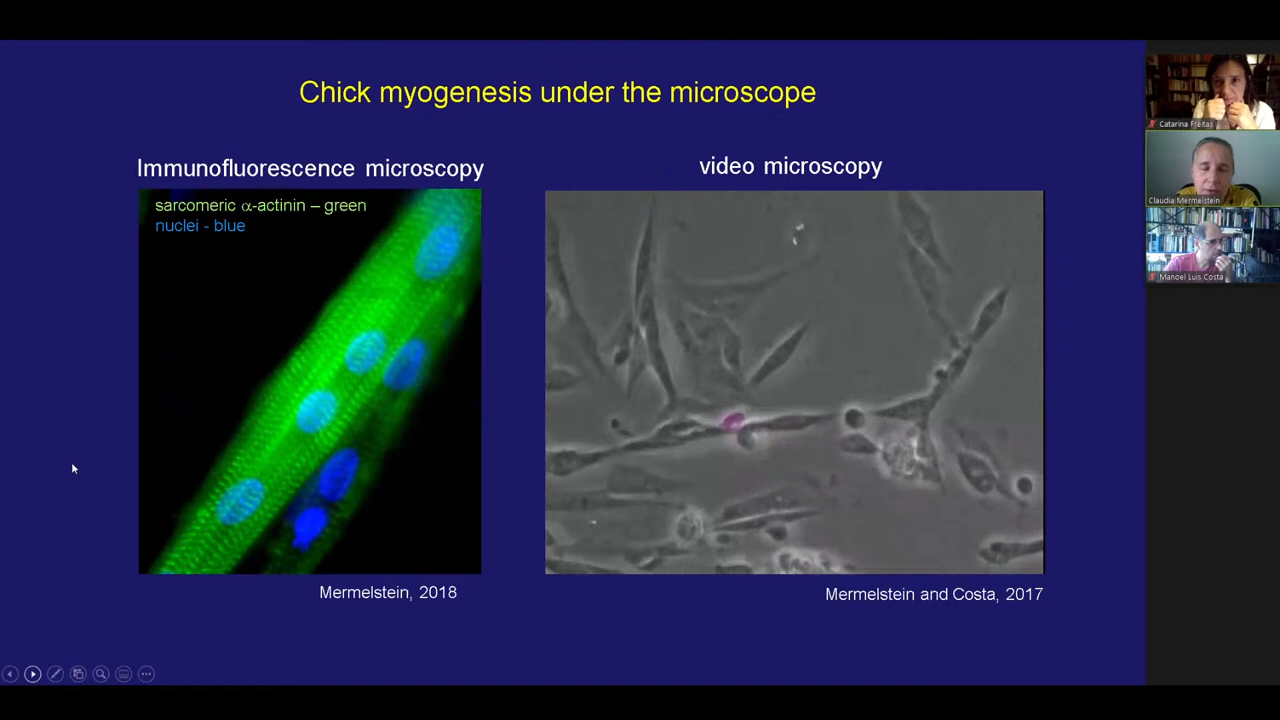 Chick myogenesis under the microscope
Immunofluorescence microscopy
sarcomeric α-actinin – green
nuclei - blue
Mermelstein, 2018
video microscopy
Mermelstein and Costa, 2017
Catarina Freitas
Claudia Mermelstein
Manoel Luis Costa